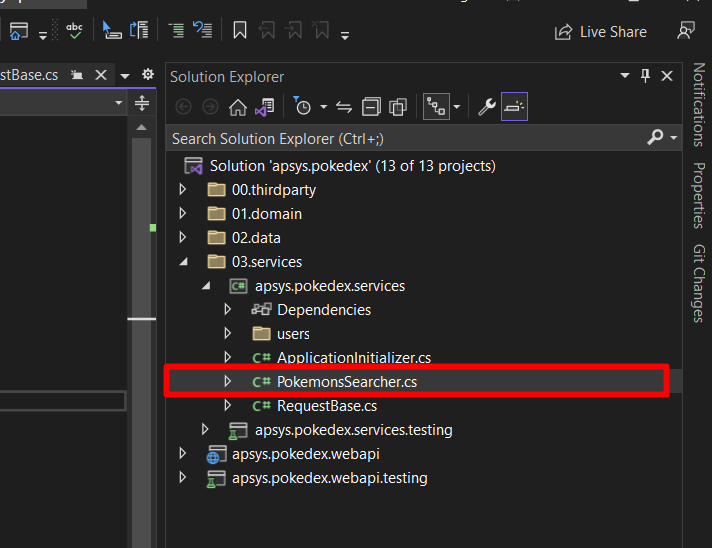 Live Share
stBase.cs
Solution Explorer
Search Solution Explorer (Ctrl+;)
Solution 'apsys.pokedex' (13 of 13 projects)
00.thirdparty
01.domain
02.data
03.services
C# apsys.pokedex.services
Dependencies
users
C# ApplicationInitializer.cs
C# PokemonsSearcher.cs
C# RequestBase.cs
apsys.pokedex.services.testing
apsys.pokedex.webapi
apsys.pokedex.webapi.testing
Notifications
Properties
Git Changes